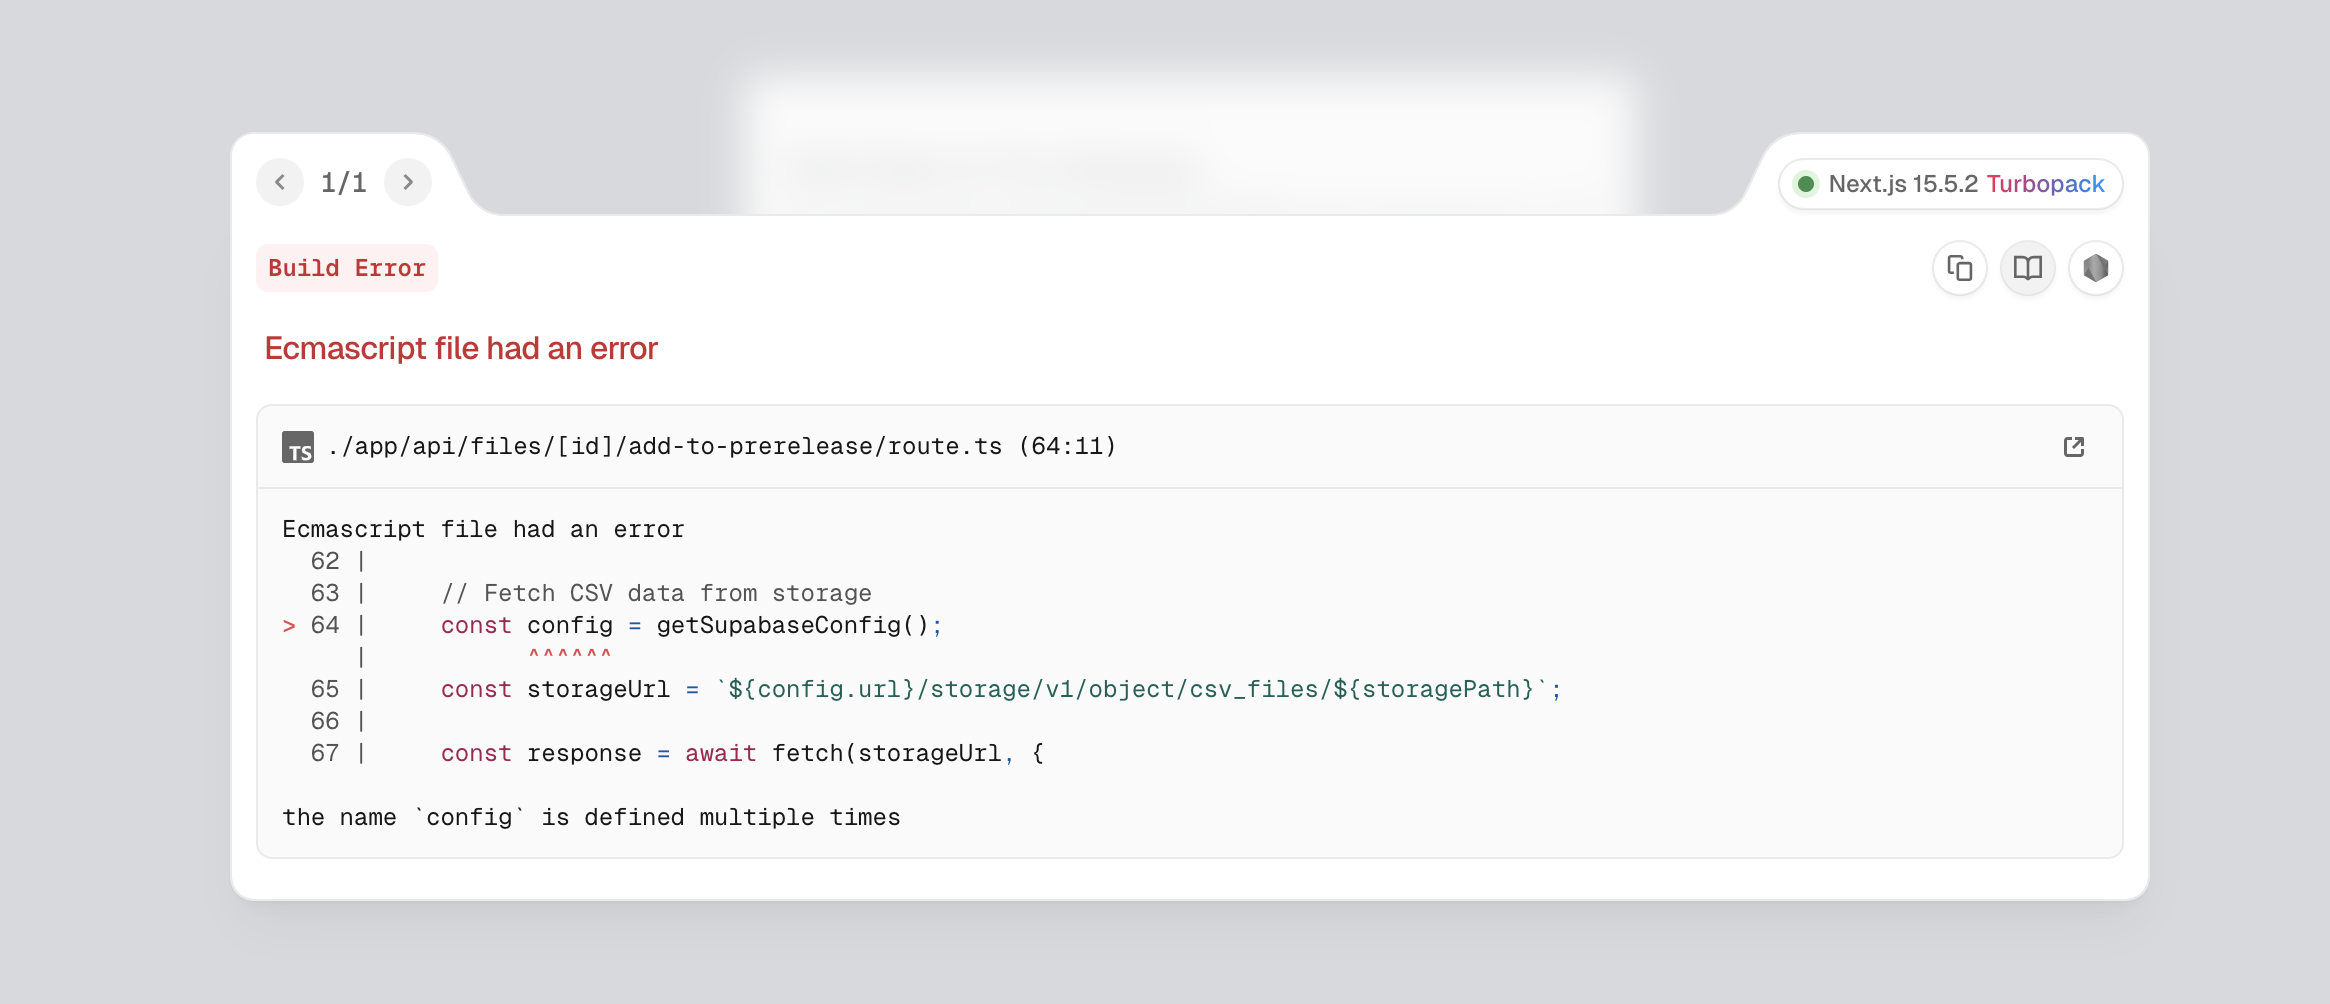 1/1
Next.js 15.5.2 Turbopack
Build Error
Ecmascript file had an error
TS ./app/api/files/[id]/add-to-prerelease/route.ts (64:11)
Ecmascript file had an error
  62 |
  63 |     // Fetch CSV data from storage
> 64 |     const config = getSupabaseConfig();
     |           ^^^^^^
  65 |     const storageUrl = `${config.url}/storage/v1/object/csv_files/${storagePath}`;
  66 |
  67 |     const response = await fetch(storageUrl, {
the name `config` is defined multiple times